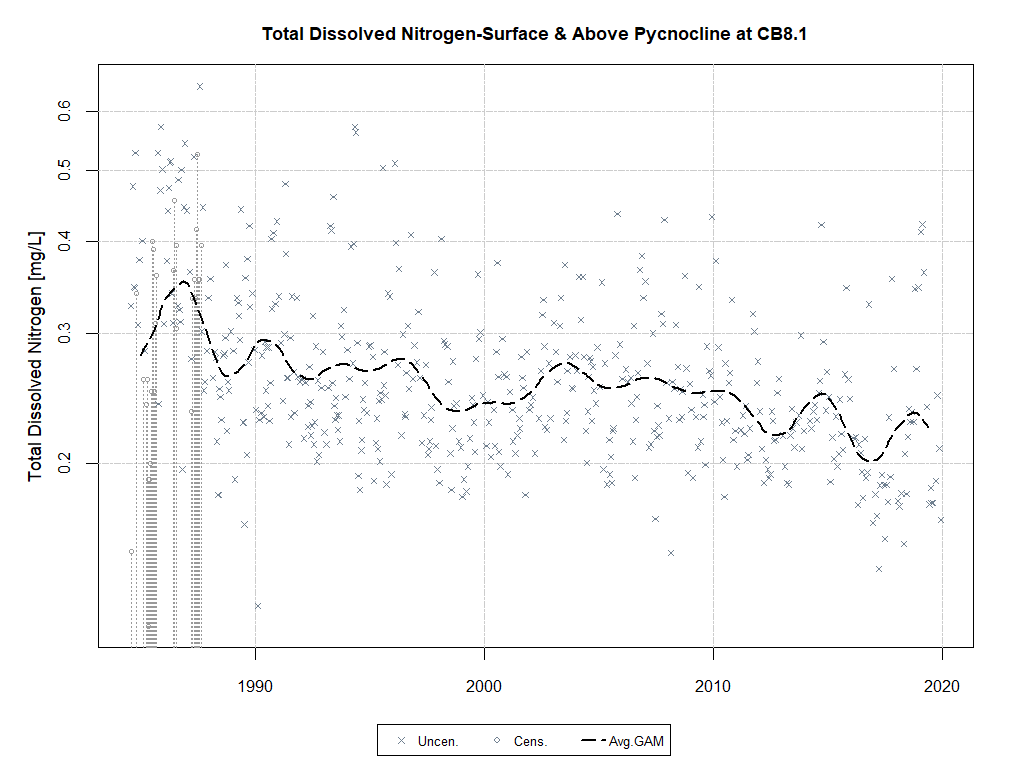 Total Dissolved Nitrogen-Surface & Above Pycnocline at CB8.1
Total Dissolved Nitrogen [mg/L]
0.6
0.5
0.4
0.3
0.2
1990 2000 2010 2020
Uncen. Cens. Avg.GAM